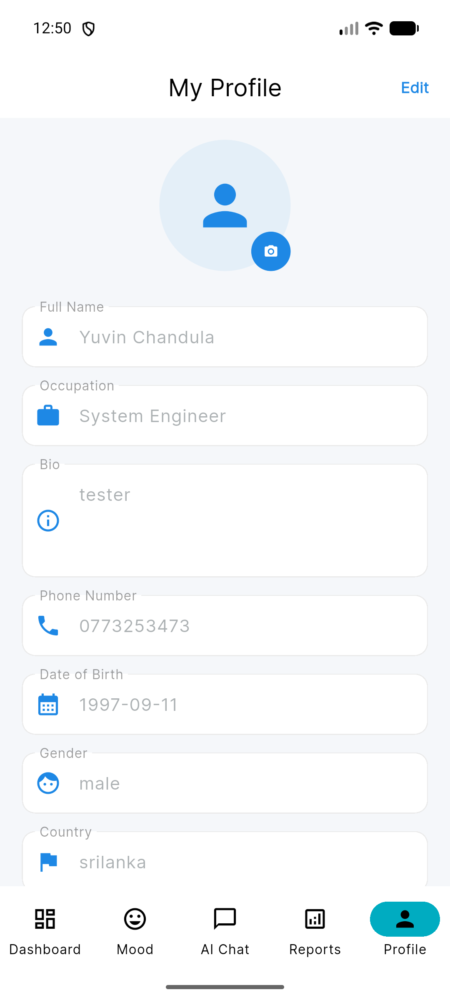 12:50
My Profile
Edit
Full Name
Yuvin Chandula
Occupation
System Engineer
Bio
tester
Phone Number
0773253473
Date of Birth
1997-09-11
Gender
male
Country
srilanka
Dashboard
Mood
AI Chat
Reports
Profile